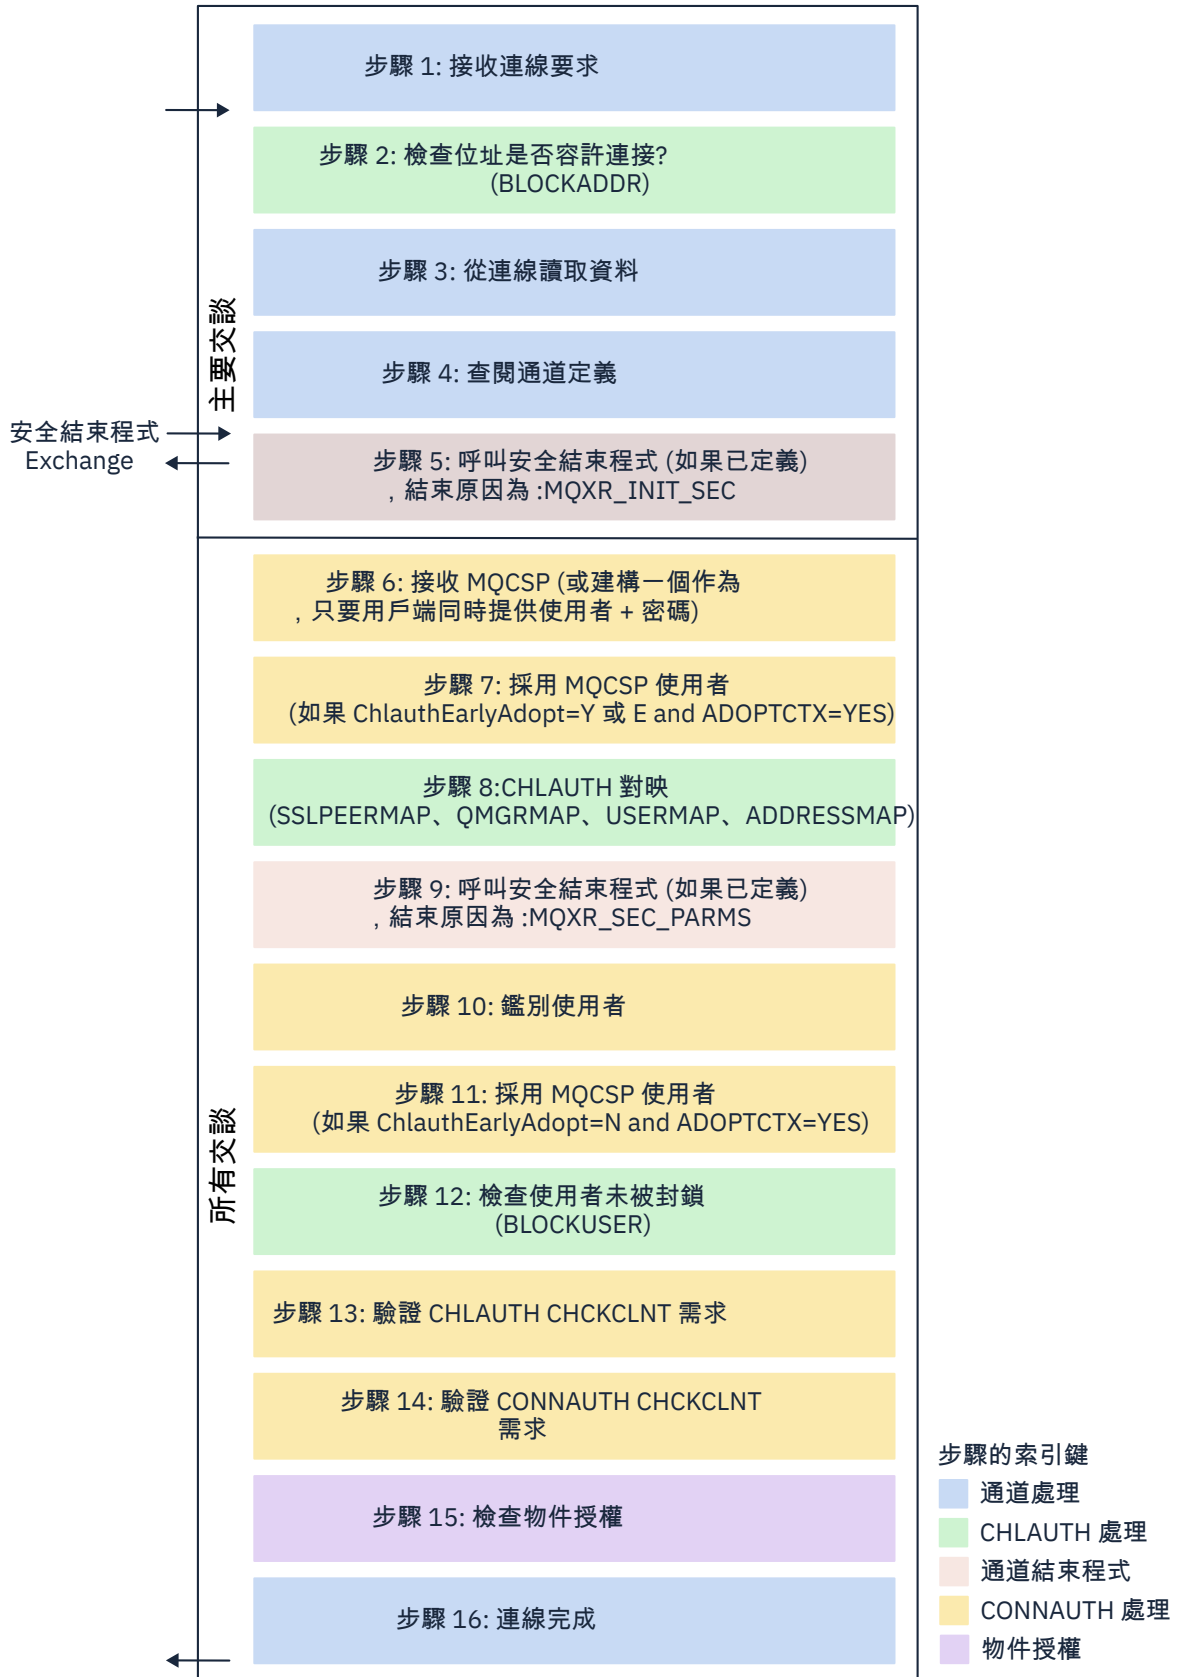 步驟 1: 接收連線要求
步驟 2: 檢查位址是否容許連接?
(BLOCKADDR)
步驟 3: 從連線讀取資料
步驟 4: 查閱通道定義
主要交談
安全結束程式
Exchange
步驟 5: 呼叫安全結束程式 (如果已定義)
, 結束原因為 :MQXR_INIT_SEC
步驟 6: 接收 MQCSP (或建構一個作為
, 只要用戶端同時提供使用者 + 密碼)
步驟 7: 採用 MQCSP 使用者
(如果 ChlauthEarlyAdopt=Y 或 E and ADOPTCTX=YES)
步驟 8:CHLAUTH 對映
(SSLPEERMAP、QMGRMAP、USERMAP、ADDRESSMAP)
步驟 9: 呼叫安全結束程式 (如果已定義)
, 結束原因為 :MQXR_SEC_PARMS
步驟 10: 鑑別使用者
步驟 11: 採用 MQCSP 使用者
(如果 ChlauthEarlyAdopt=N and ADOPTCTX=YES)
所有交談
步驟 12: 檢查使用者未被封鎖
(BLOCKUSER)
步驟 13: 驗證 CHLAUTH CHCKCLNT 需求
步驟 14: 驗證 CONNAUTH CHCKCLNT
需求
步驟 15: 檢查物件授權
步驟 16: 連線完成
步驟的索引鍵
通道處理
CHLAUTH 處理
通道結束程式
CONNAUTH 處理
物件授權